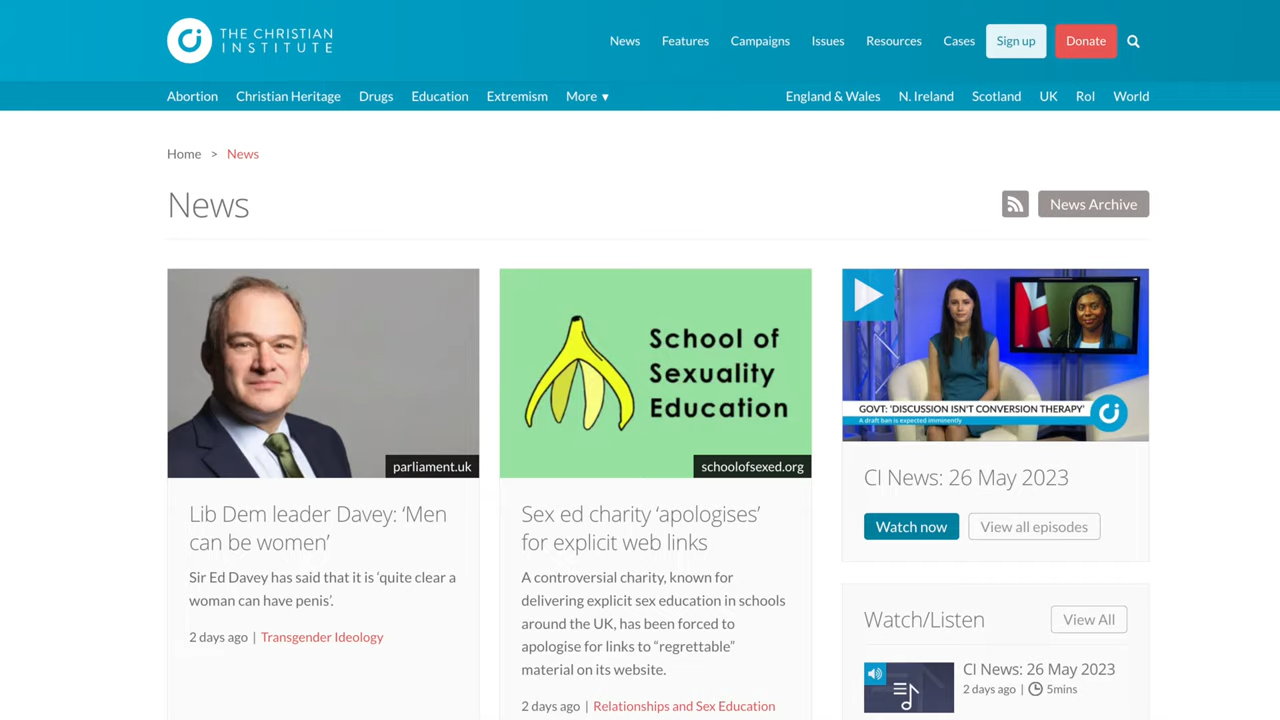 THE CHRISTIAN
INSTITUTE
News Features Campaigns Issues Resources Cases Sign up Donate
Abortion Christian Heritage Drugs Education Extremism More ▾ England & Wales N. Ireland Scotland UK RoI World
Home > News
News
News Archive
parliament.uk
Lib Dem leader Davey: ‘Men
can be women’
Sir Ed Davey has said that it is ‘quite clear a
woman can have penis’.
2 days ago | Transgender Ideology
School of
Sexuality
Education
schoolofsexed.org
Sex ed charity ‘apologises’
for explicit web links
A controversial charity, known for
delivering explicit sex education in schools
around the UK, has been forced to
apologise for links to “regrettable”
material on its website.
2 days ago | Relationships and Sex Education
GOVT: 'DISCUSSION ISN'T CONVERSION THERAPY'
A draft ban is expected imminently
CI News: 26 May 2023
Watch now View all episodes
Watch/Listen View All
CI News: 26 May 2023
2 days ago | 5mins